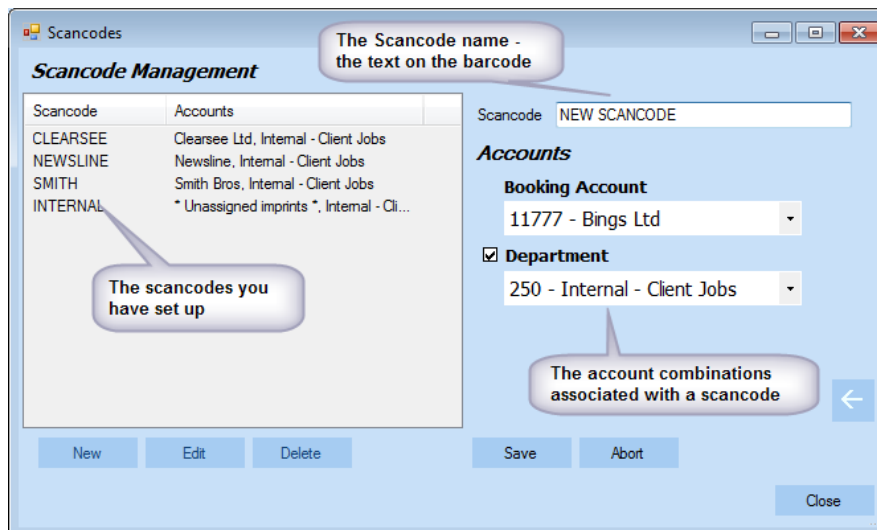 Scancodes
The Scancode name -
the text on the barcode
Scancode Management
Scancode Accounts
CLEARSEE Clearsee Ltd, Internal - Client Jobs
NEWSLINE Newsline, Internal - Client Jobs
SMITH Smith Bros, Internal - Client Jobs
INTERNAL * Unassigned imprints *, Internal - Cli...
The scancodes you
have set up
Scancode NEW SCANCODE
Accounts
Booking Account
11777 - Bings Ltd
Department
250 - Internal - Client Jobs
The account combinations
associated with a scancode
New Edit Delete
Save Abort
Close